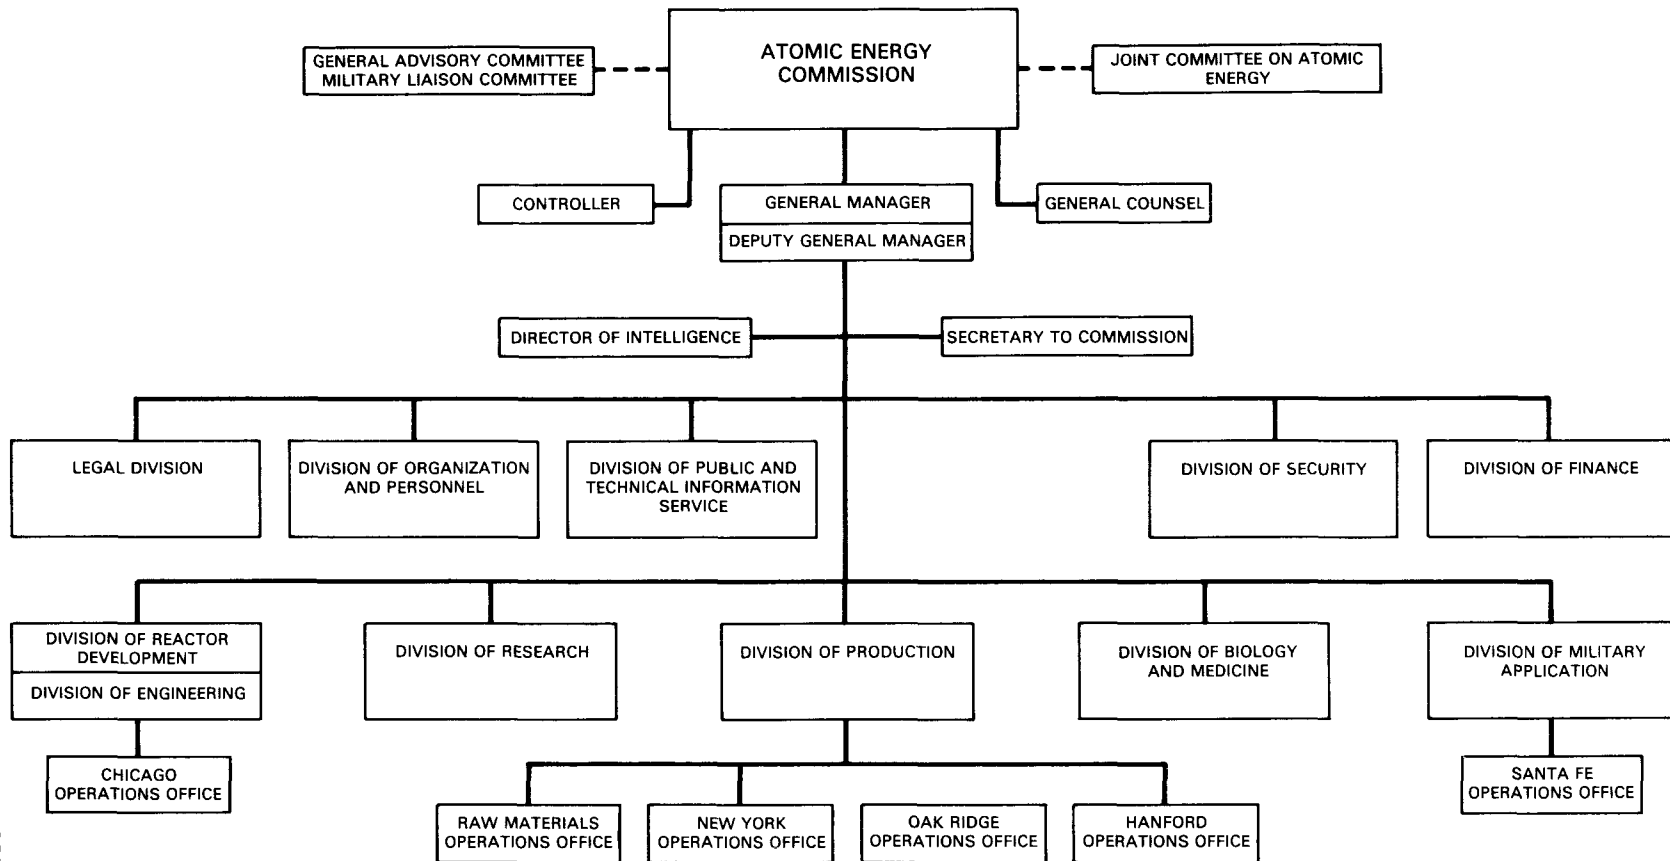 ATOMIC ENERGY
COMMISSION
GENERAL ADVISORY COMMITTEE
MILITARY LIAISON COMMITTEE
JOINT COMMITTEE ON ATOMIC
ENERGY
CONTROLLER
GENERAL MANAGER
DEPUTY GENERAL MANAGER
GENERAL COUNSEL
DIRECTOR OF INTELLIGENCE
SECRETARY TO COMMISSION
LEGAL DIVISION
DIVISION OF ORGANIZATION
AND PERSONNEL
DIVISION OF PUBLIC AND
TECHNICAL INFORMATION
SERVICE
DIVISION OF SECURITY
DIVISION OF FINANCE
DIVISION OF REACTOR
DEVELOPMENT
DIVISION OF ENGINEERING
DIVISION OF RESEARCH
DIVISION OF PRODUCTION
DIVISION OF BIOLOGY
AND MEDICINE
DIVISION OF MILITARY
APPLICATION
CHICAGO
OPERATIONS OFFICE
SANTA FE
OPERATIONS OFFICE
RAW MATERIALS
OPERATIONS OFFICE
NEW YORK
OPERATIONS OFFICE
OAK RIDGE
OPERATIONS OFFICE
HANFORD
OPERATIONS OFFICE